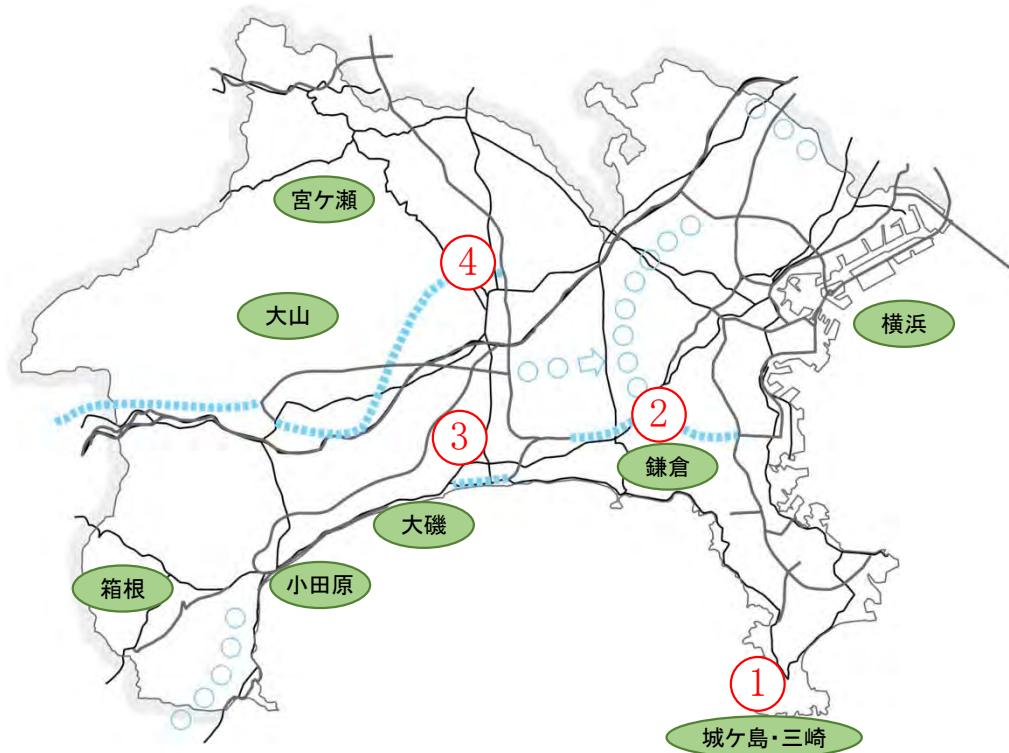 宮ケ瀬
④
大山
横浜
②
③
鎌倉
大磯
箱根
小田原
①
城ケ島・三崎